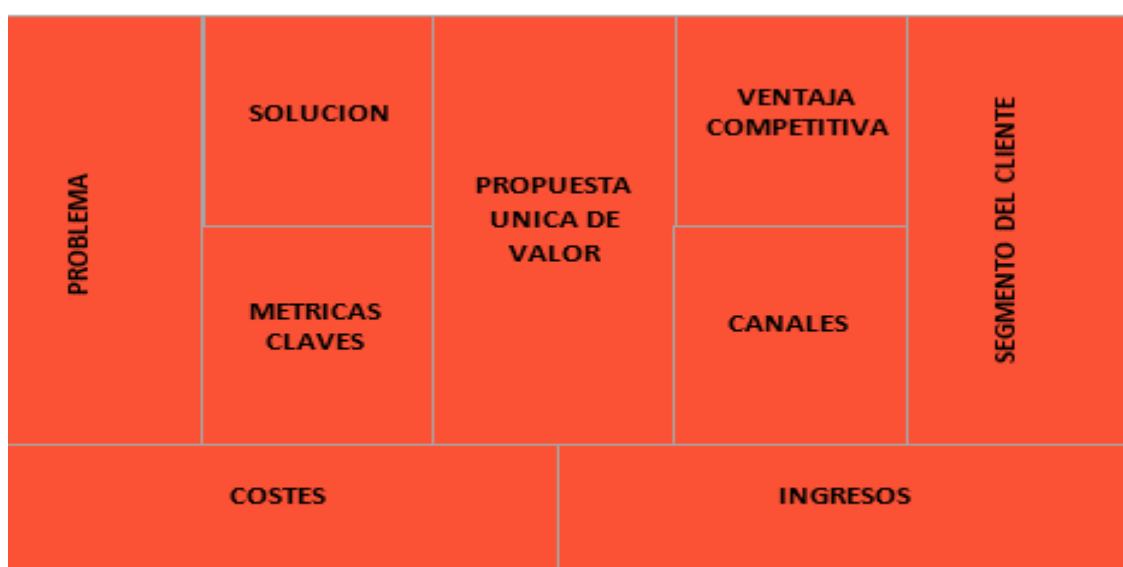 PROBLEMA
SOLUCION
METRICAS
CLAVES
PROPUESTA
UNICA DE
VALOR
VENTAJA
COMPETITIVA
CANALES
SEGMENTO DEL CLIENTE
COSTES
INGRESOS